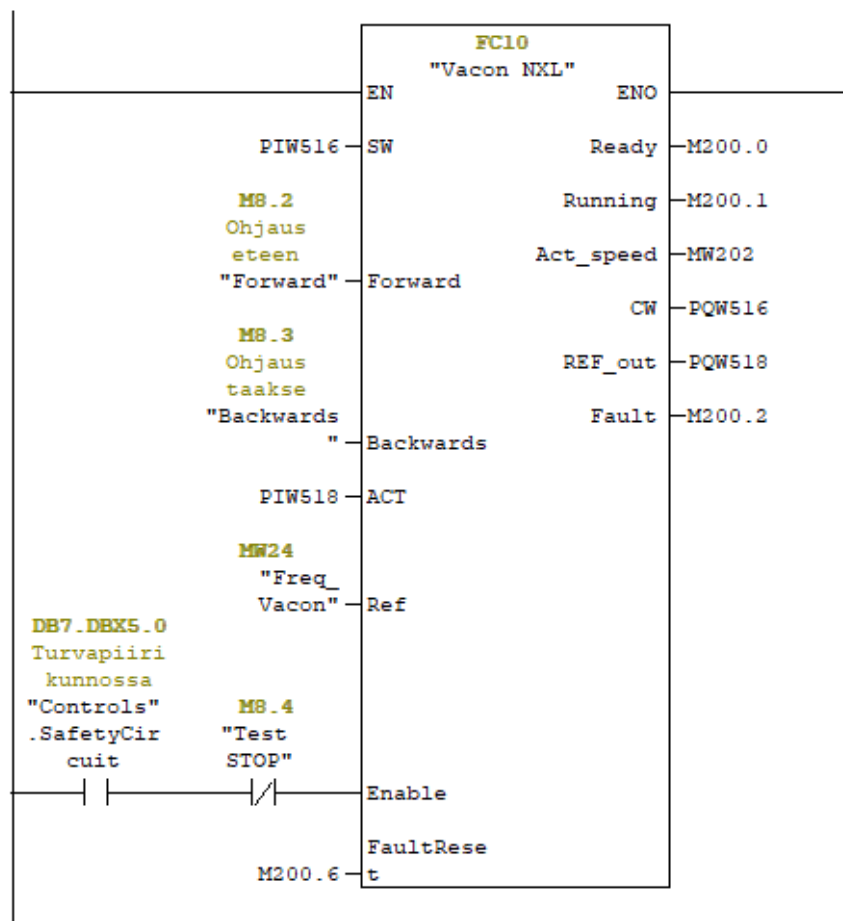 FC10
"Vacon NXL"
EN ENO
PIW516 SW Ready M200.0
M8.2
Ohjaus
eteen
"Forward" Forward
Running M200.1
Act_speed MW202
CW PQW516
M8.3
Ohjaus
taakse
"Backwards
" Backwards
REF_out PQW518
Fault M200.2
PIW518 ACT
MW24
"Freq_
Vacon" Ref
DB7.DBX5.0
Turvapiiri
kunnossa
"Controls"
.SafetyCir
cuit
M8.4
"Test
STOP"
Enable
FaultRese
M200.6 t